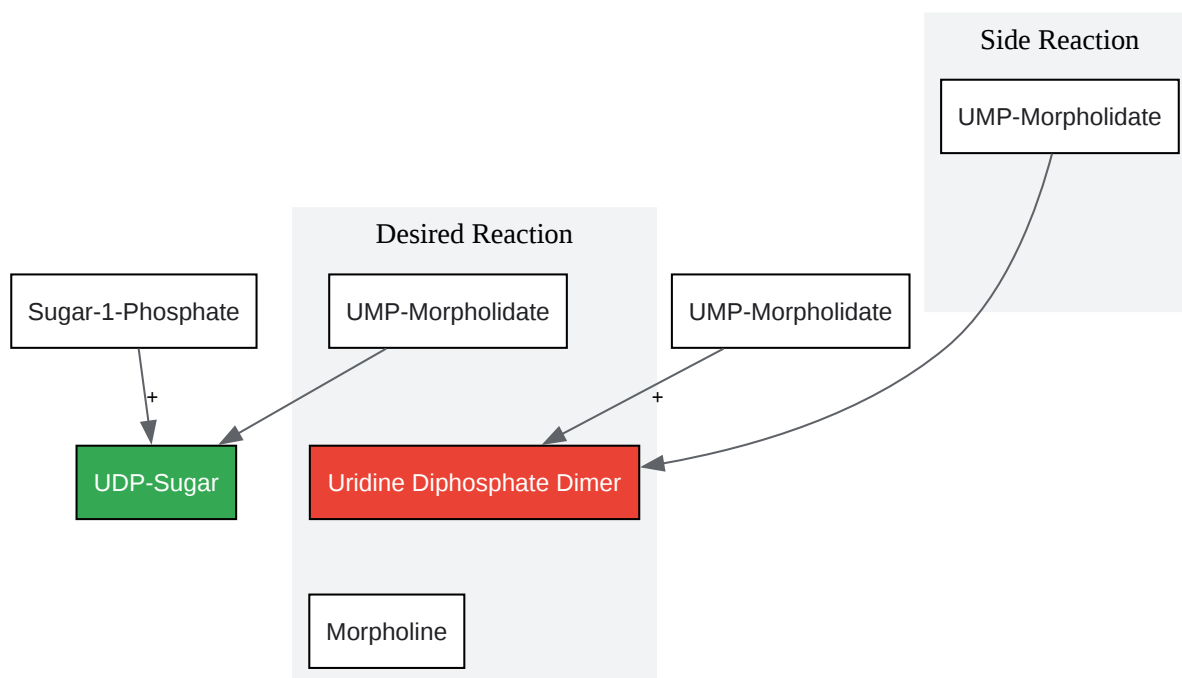 Side Reaction
UMP-Morpholidate
Desired Reaction
Sugar-1-Phosphate
UMP-Morpholidate
UMP-Morpholidate
+
+
UDP-Sugar
Uridine Diphosphate Dimer
Morpholine